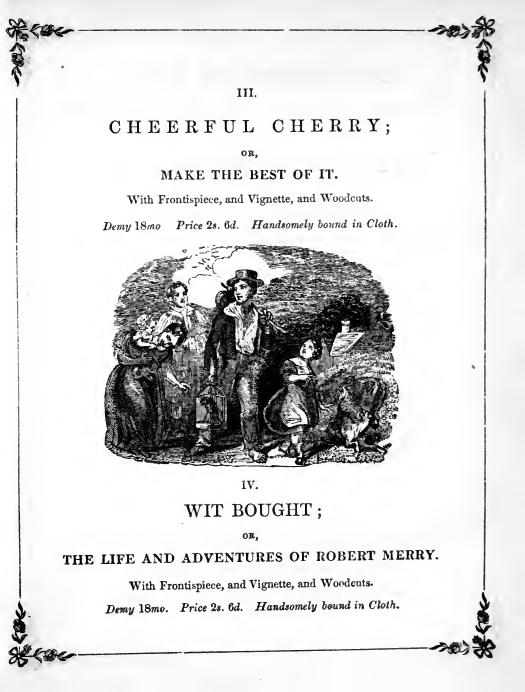 III.
CHEERFUL CHERRY;
OR,
MAKE THE BEST OF IT.
With Frontispiece, and Vignette, and Woodcuts.
Demy 18mo Price 2s. 6d. Handsomely bound in Cloth.
IV.
WIT BOUGHT;
OR,
THE LIFE AND ADVENTURES OF ROBERT MERRY.
With Frontispiece, and Vignette, and Woodcuts.
Demy 18mo. Price 2s. 6d. Handsomely bound in Cloth.